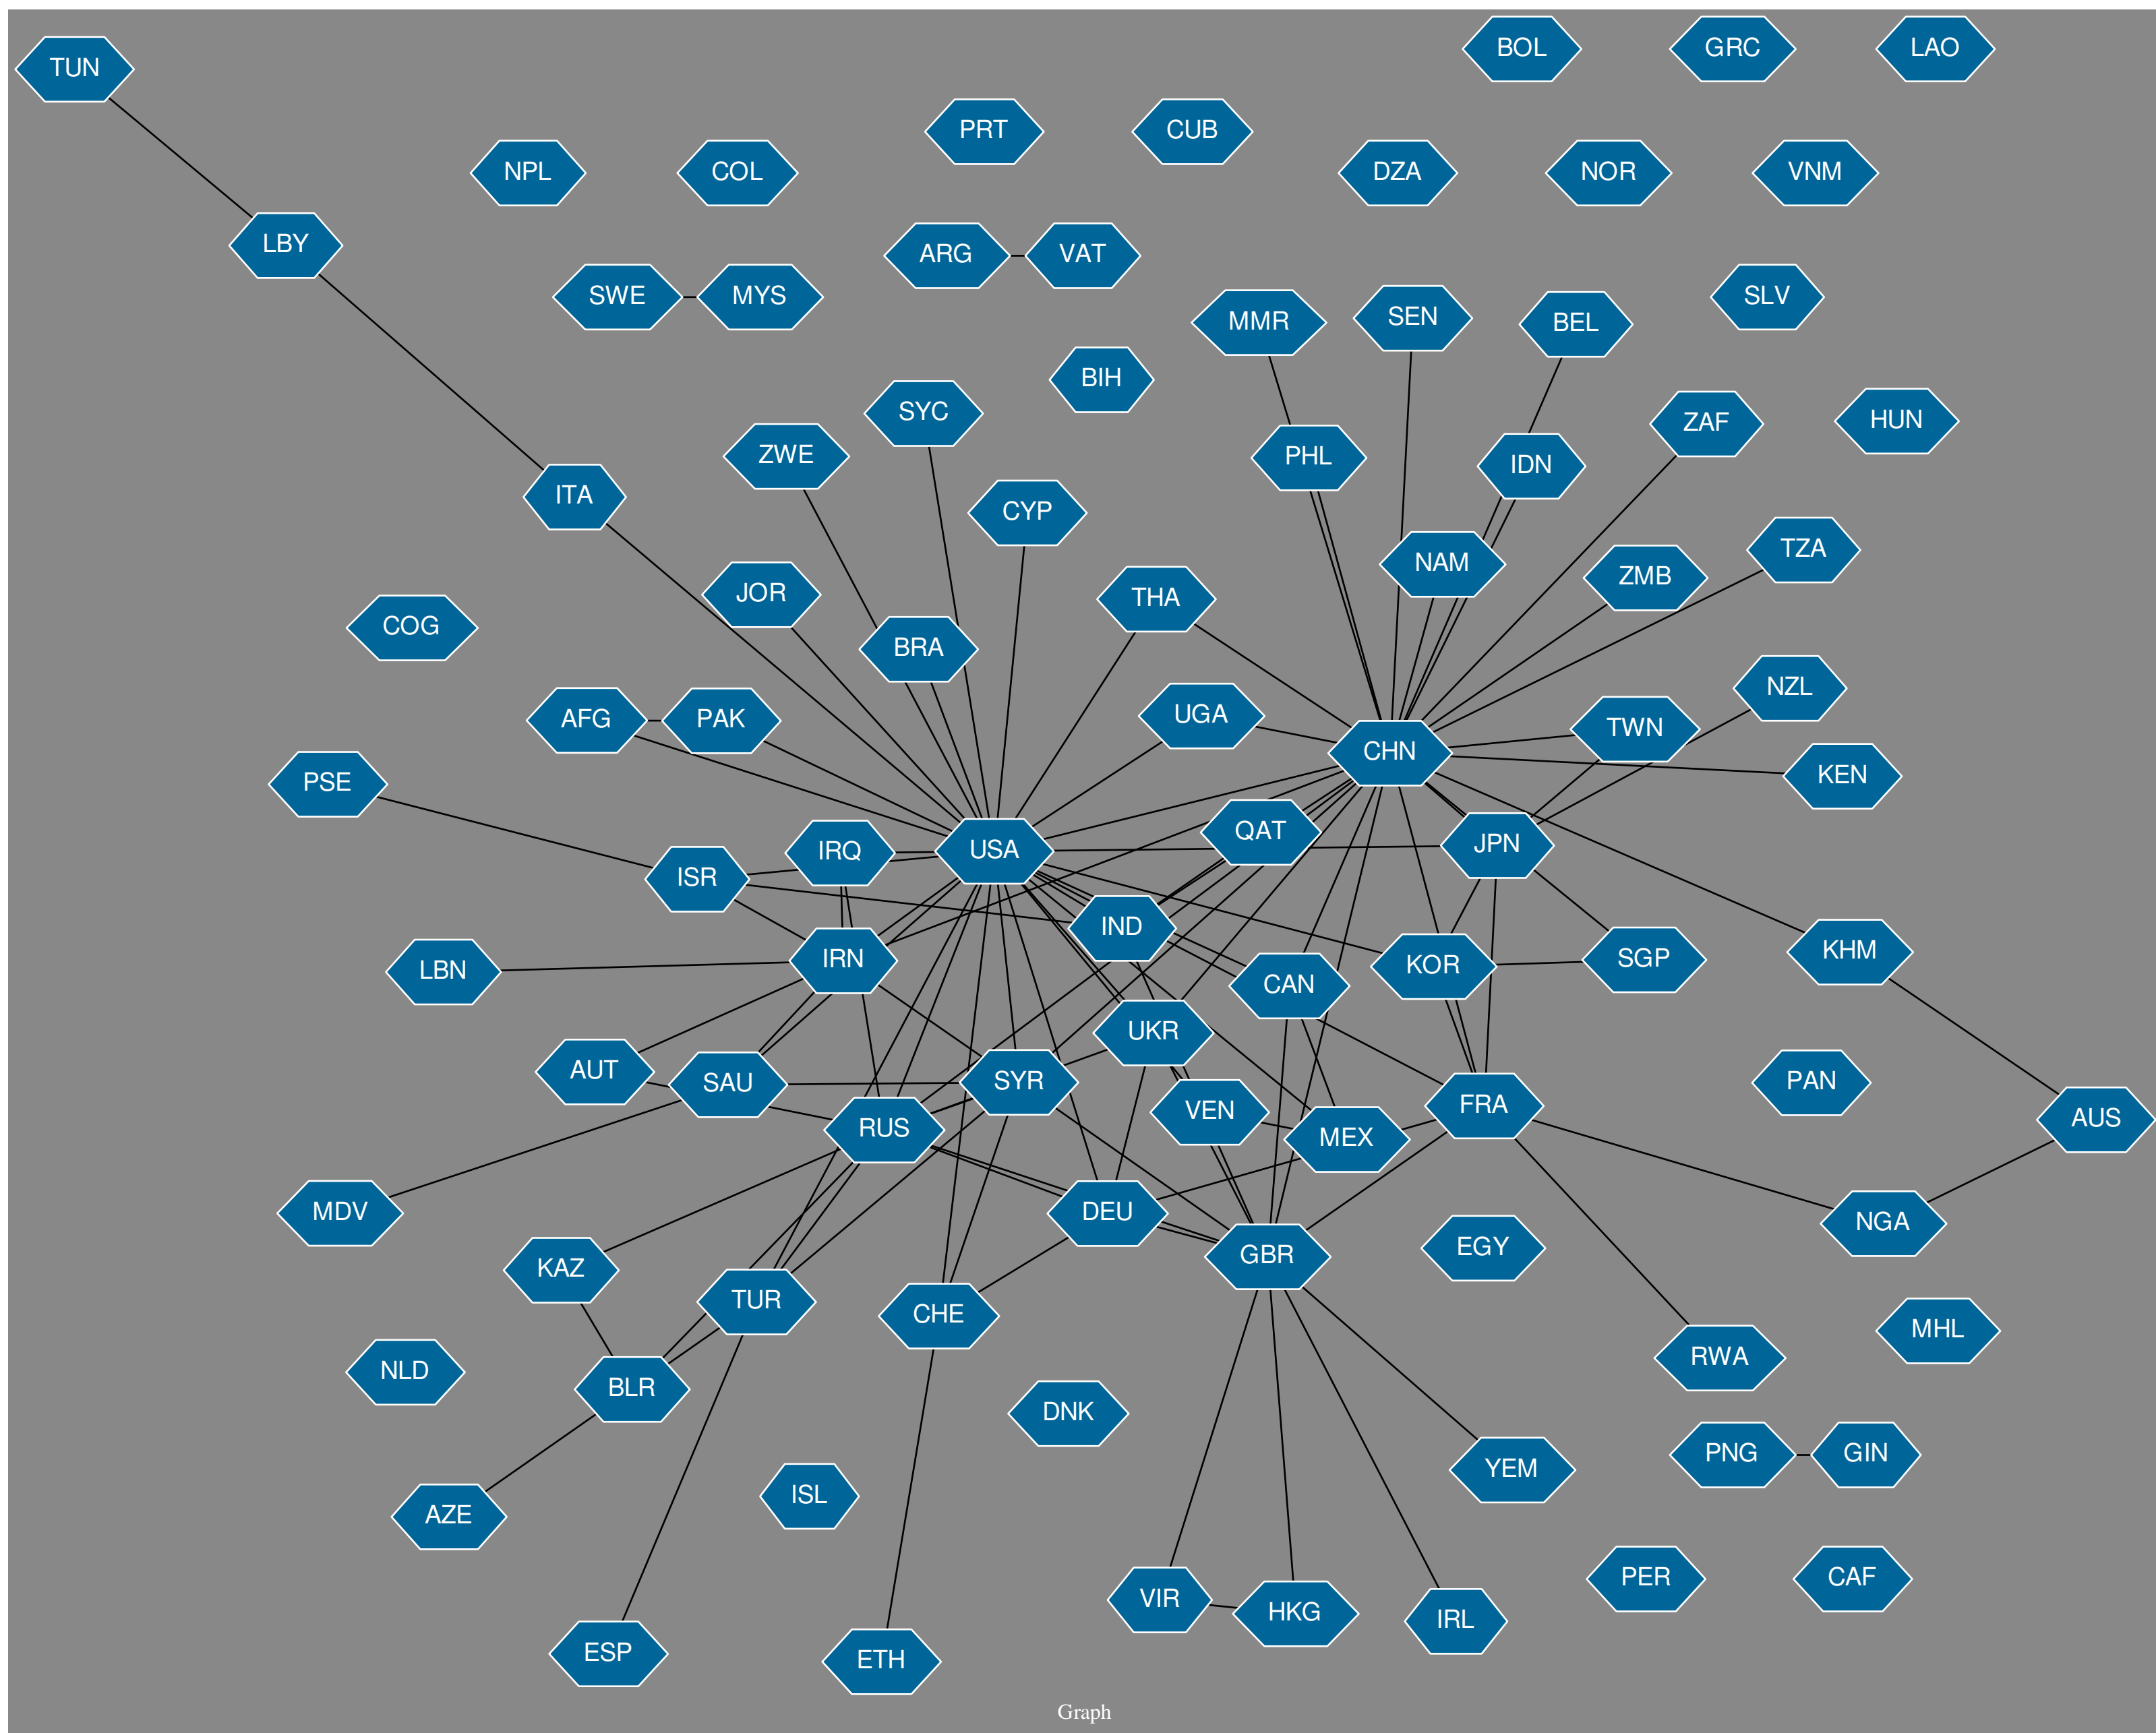 BOL
GRC
LAO
TUN
PRT
CUB
NPL
COL
DZA
NOR
VNM
LBY
ARG
VAT
SWE
MYS
SLV
MMR
SEN
BEL
BIH
SYC
ZAF
HUN
ZWE
PHL
IDN
ITA
CYP
TZA
NAM
ZMB
JOR
THA
COG
BRA
NZL
UGA
AFG
PAK
TWN
CHN
KEN
PSE
QAT
JPN
USA
IRQ
ISR
IND
KHM
SGP
IRN
KOR
LBN
CAN
UKR
AUT
SYR
SAU
PAN
FRA
VEN
AUS
RUS
MEX
MDV
DEU
NGA
EGY
GBR
KAZ
TUR
CHE
MHL
RWA
NLD
BLR
DNK
PNG
GIN
YEM
ISL
AZE
PER
CAF
VIR
HKG
IRL
ESP
ETH
Graph